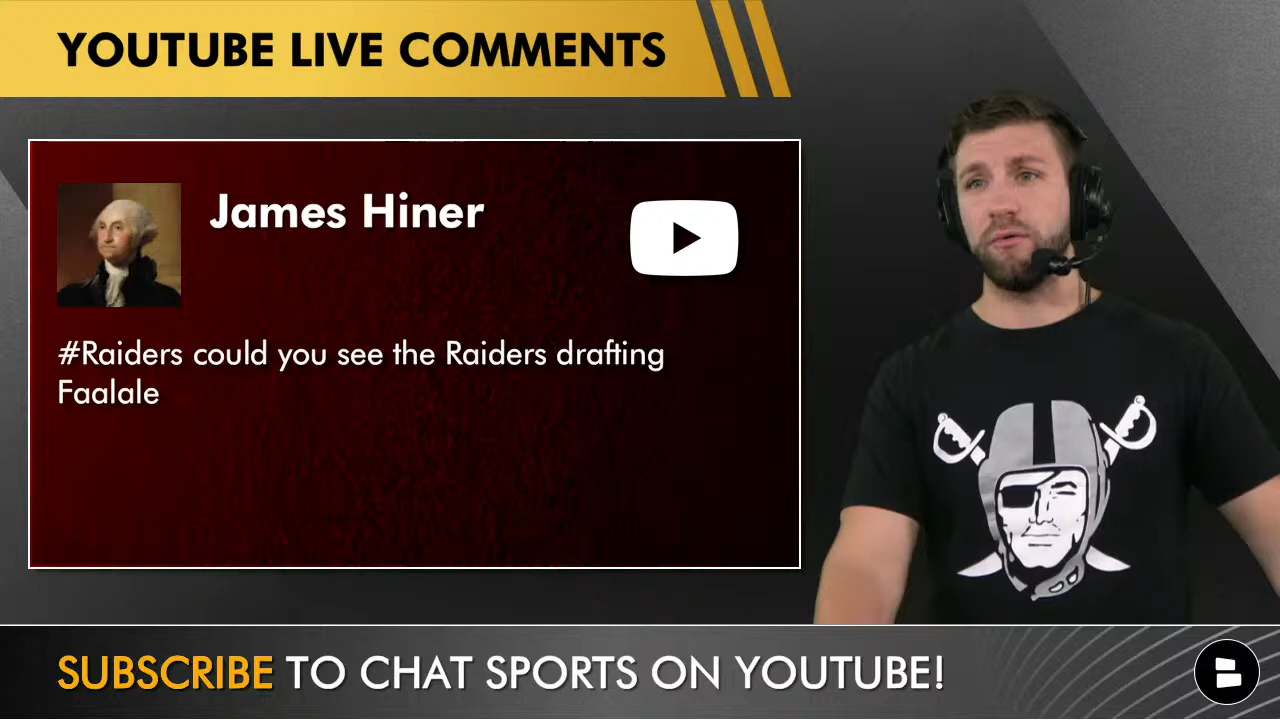 YOUTUBE LIVE COMMENTS
James Hiner
#Raiders could you see the Raiders drafting
Faalale
SUBSCRIBE TO CHAT SPORTS ON YOUTUBE!